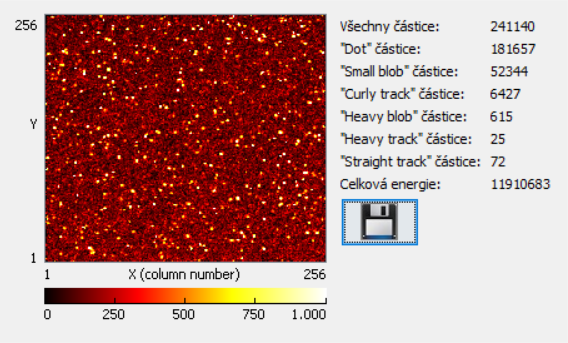 256
Y
1
1 X (column number) 256
0 250 500 750 1.000
Všechny částice: 241140
"Dot" částice: 181657
"Small blob" částice: 52344
"Curly track" částice: 6427
"Heavy blob" částice: 615
"Heavy track" částice: 25
"Straight track" částice: 72
Celková energie: 11910683